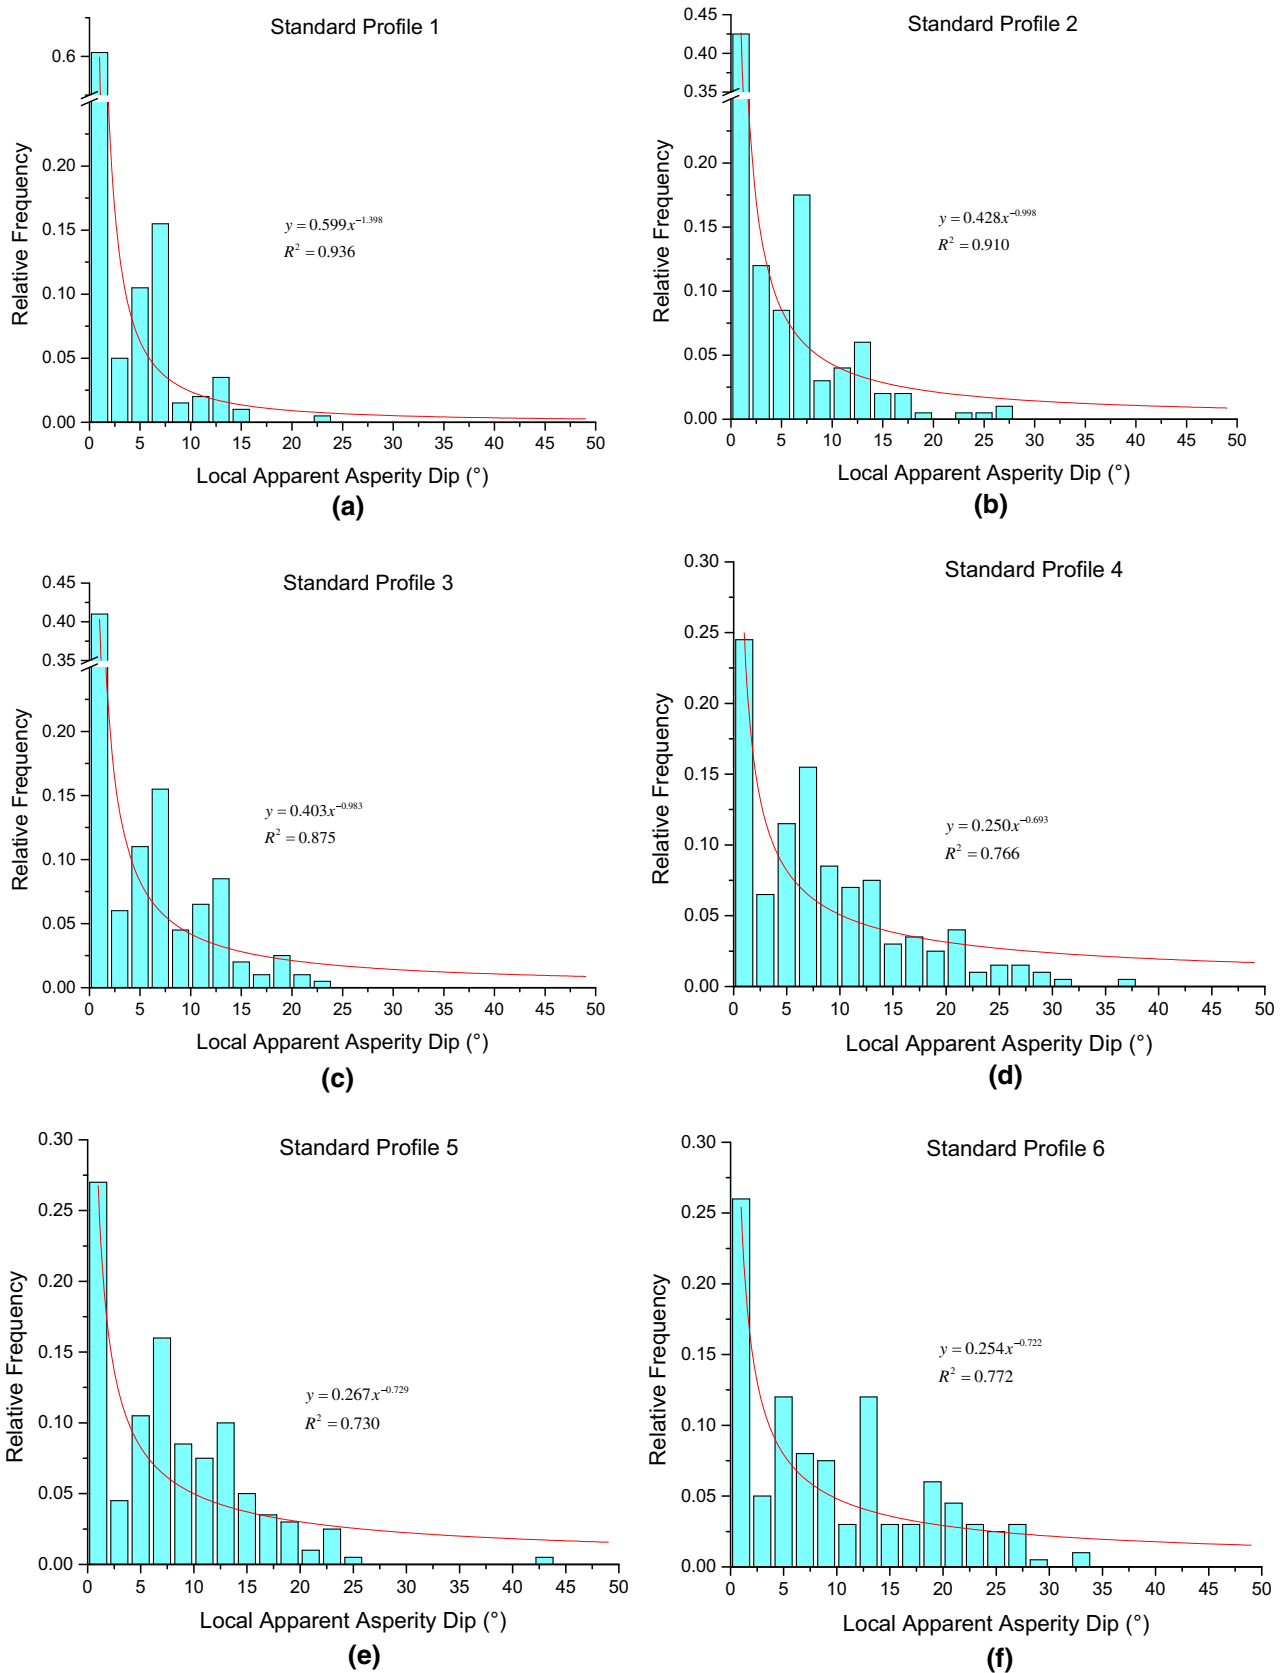 Standard Profile 1
0.6
0.20
0.15
0.10
0.05
0.00
Relative Frequency
y = 0.599x^{-1.398}
R^2 = 0.936
0 5 10 15 20 25 30 35 40 45 50
Local Apparent Asperity Dip (°)
(a)
Standard Profile 2
0.45
0.40
0.35
0.20
0.15
0.10
0.05
0.00
Relative Frequency
y = 0.428x^{-0.998}
R^2 = 0.910
0 5 10 15 20 25 30 35 40 45 50
Local Apparent Asperity Dip (°)
(b)
Standard Profile 3
0.45
0.40
0.35
0.20
0.15
0.10
0.05
0.00
Relative Frequency
y = 0.403x^{-0.983}
R^2 = 0.875
0 5 10 15 20 25 30 35 40 45 50
Local Apparent Asperity Dip (°)
(c)
Standard Profile 4
0.30
0.25
0.20
0.15
0.10
0.05
0.00
Relative Frequency
y = 0.250x^{-0.693}
R^2 = 0.766
0 5 10 15 20 25 30 35 40 45 50
Local Apparent Asperity Dip (°)
(d)
Standard Profile 5
0.30
0.25
0.20
0.15
0.10
0.05
0.00
Relative Frequency
y = 0.267x^{-0.729}
R^2 = 0.730
0 5 10 15 20 25 30 35 40 45 50
Local Apparent Asperity Dip (°)
(e)
Standard Profile 6
0.30
0.25
0.20
0.15
0.10
0.05
0.00
Relative Frequency
y = 0.254x^{-0.722}
R^2 = 0.772
0 5 10 15 20 25 30 35 40 45 50
Local Apparent Asperity Dip (°)
(f)